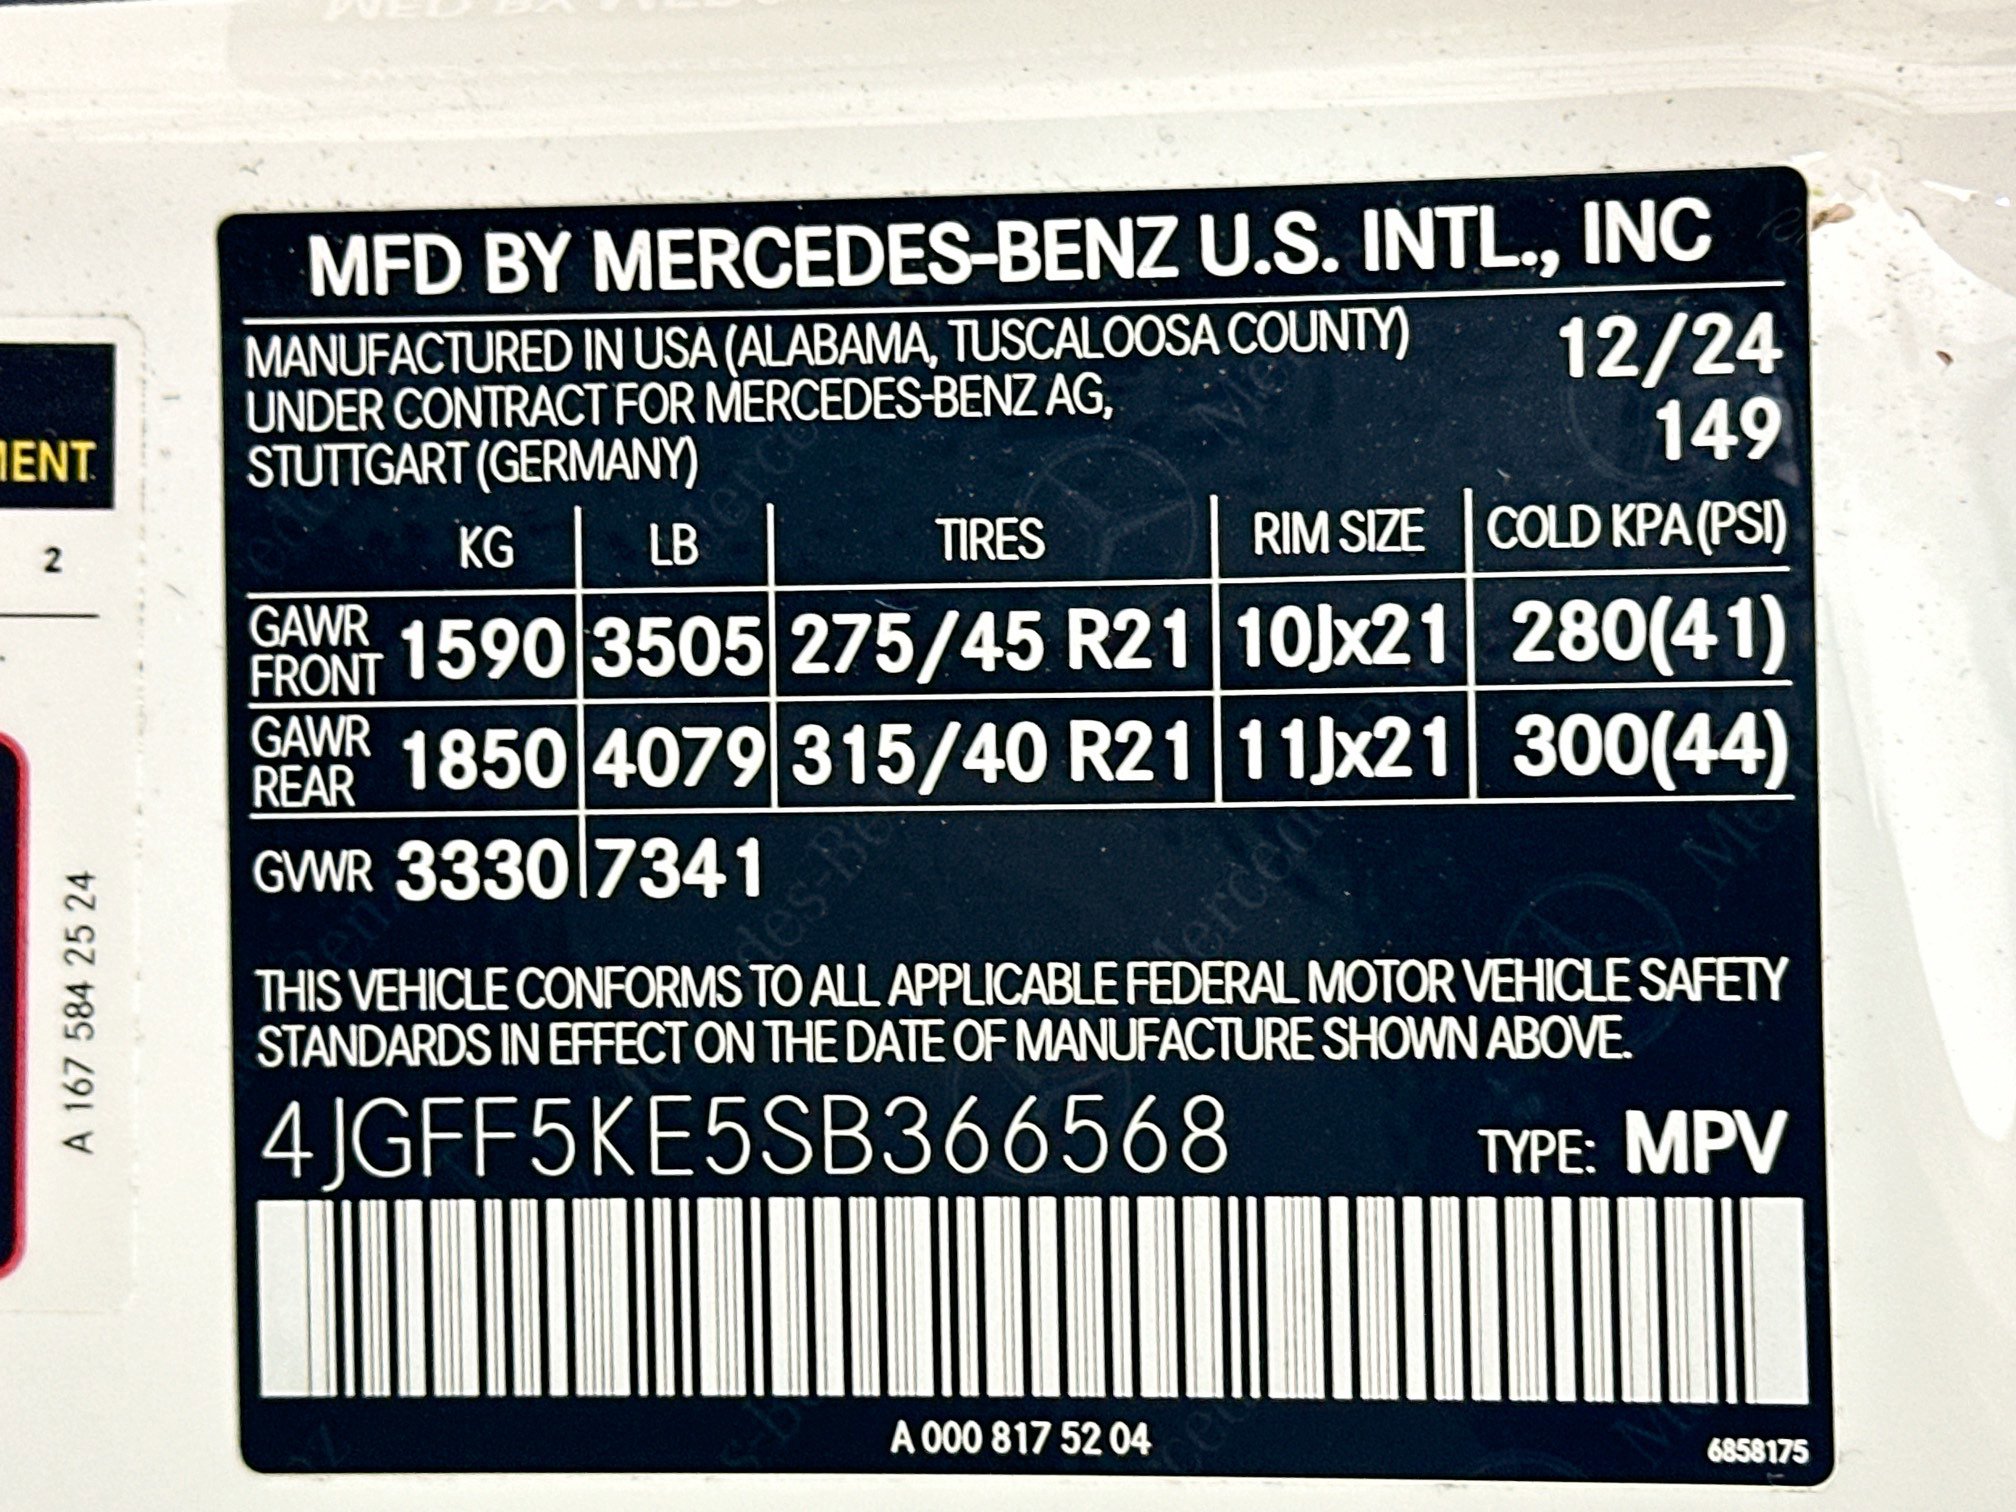 MFD BY MERCEDES-BENZ U.S. INTL., INC
MANUFACTURED IN USA (ALABAMA, TUSCALOOSA COUNTY) 12/24
UNDER CONTRACT FOR MERCEDES-BENZ AG, 149
STUTTGART (GERMANY)
KG LB TIRES RIM SIZE COLD KPA (PSI)
GAWR FRONT 1590 3505 275/45 R21 10Jx21 280(41)
GAWR REAR 1850 4079 315/40 R21 11Jx21 300(44)
GVWR 3330 7341
THIS VEHICLE CONFORMS TO ALL APPLICABLE FEDERAL MOTOR VEHICLE SAFETY
STANDARDS IN EFFECT ON THE DATE OF MANUFACTURE SHOWN ABOVE.
4JGFF5KE5SB366568 TYPE: MPV
A 000 817 52 04
6858175
2
A 167 584 25 24